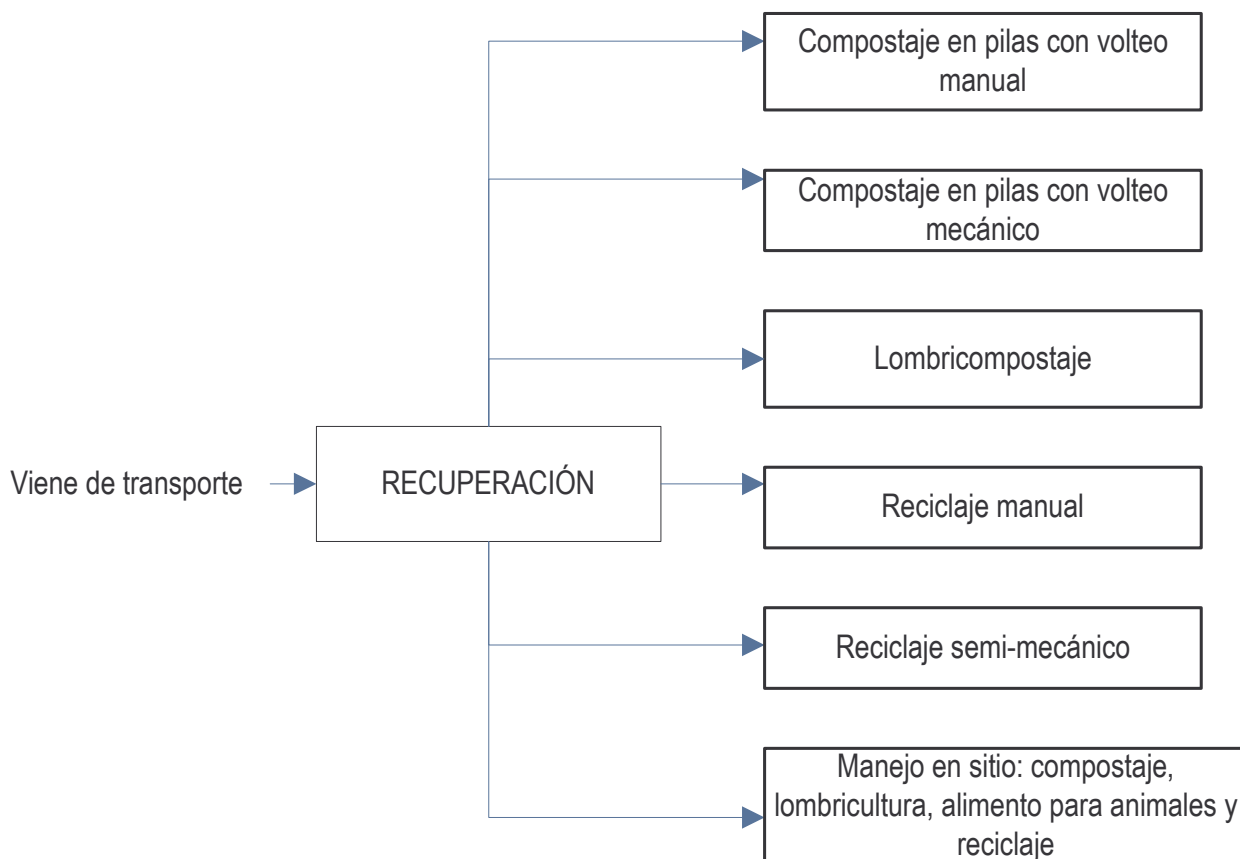 Compostaje en pilas con volteo
manual
Compostaje en pilas con volteo
mecánico
Lombricompostaje
Viene de transporte
RECUPERACIÓN
Reciclaje manual
Reciclaje semi-mecánico
Manejo en sitio: compostaje,
lombricultura, alimento para animales y
reciclaje